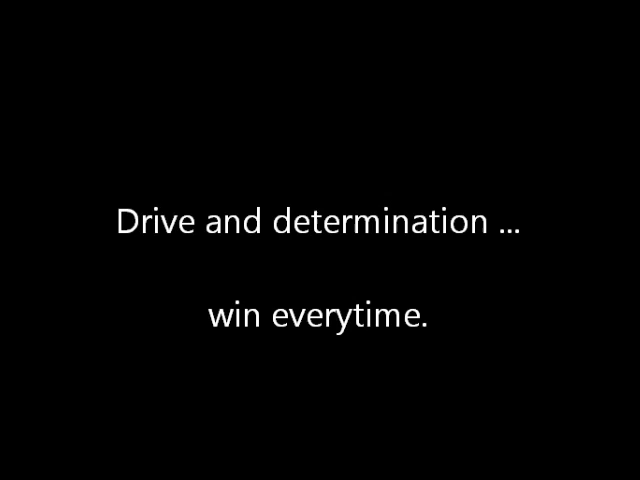 Drive and determination ...
win everytime.